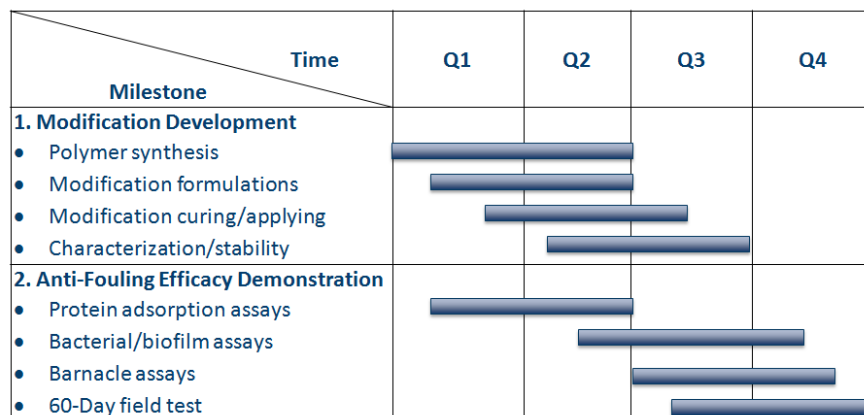 Time
Q1 Q2 Q3 Q4
Milestone
1. Modification Development
• Polymer synthesis
• Modification formulations
• Modification curing/applying
• Characterization/stability
2. Anti-Fouling Efficacy Demonstration
• Protein adsorption assays
• Bacterial/biofilm assays
• Barnacle assays
• 60-Day field test